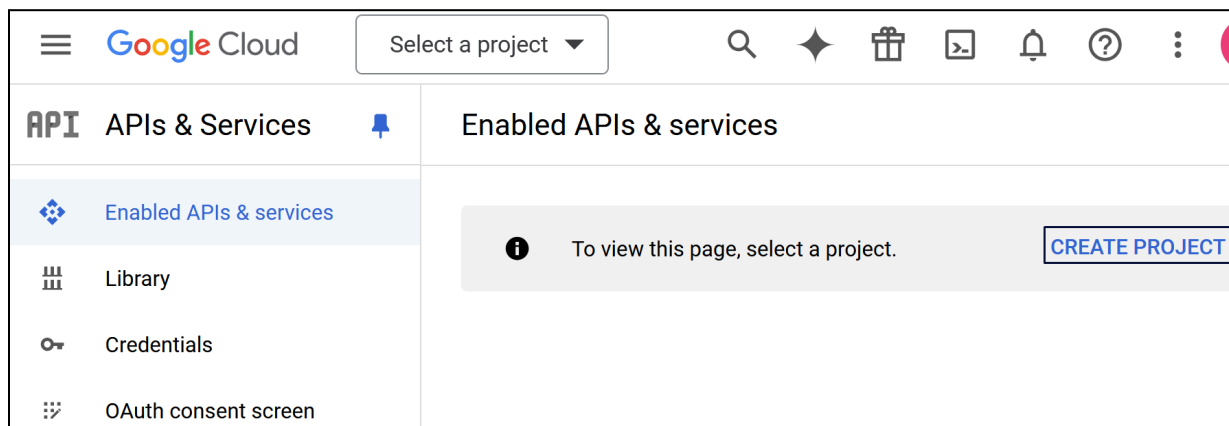 Google Cloud
Select a project
API
APIs & Services
Enabled APIs & services
Enabled APIs & services
Library
Credentials
OAuth consent screen
To view this page, select a project.
CREATE PROJECT